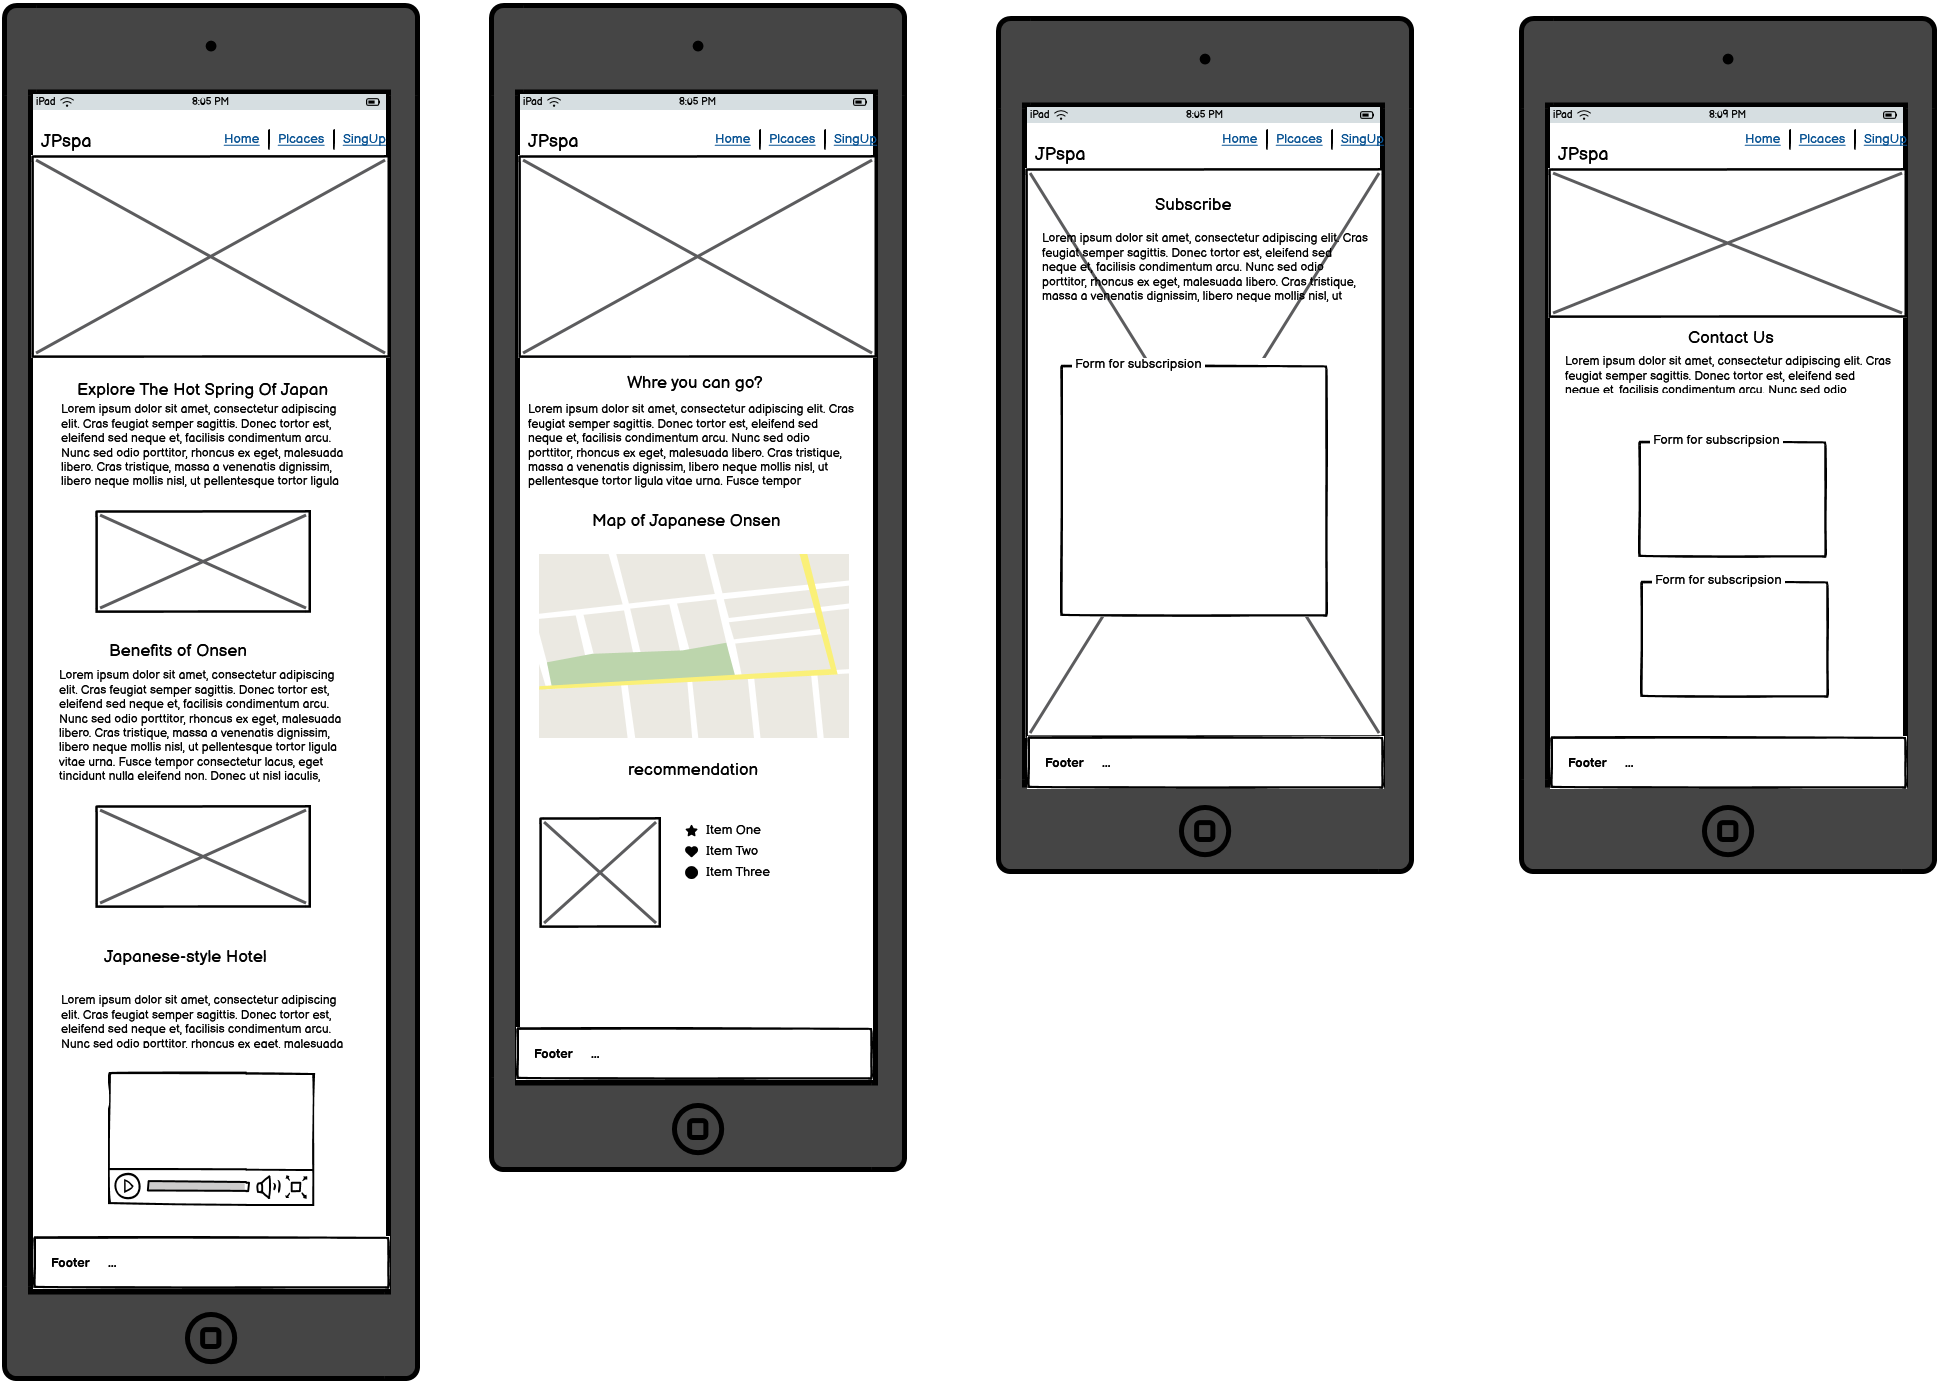 iPad
8:05 PM
JPspa
Home
Plcaces
SingUp
Explore The Hot Spring Of Japan
Lorem ipsum dolor sit amet, consectetur adipiscing
elit. Cras feugiat semper sagittis. Donec tortor est,
eleifend sed neque et, facilisis condimentum arcu.
Nunc sed odio porttitor, rhoncus ex eget, malesuada
libero. Cras tristique, massa a venenatis dignissim,
libero neque mollis nisl, ut pellentesque tortor ligula
Benefits of Onsen
Lorem ipsum dolor sit amet, consectetur adipiscing
elit. Cras feugiat semper sagittis. Donec tortor est,
eleifend sed neque et, facilisis condimentum arcu.
Nunc sed odio porttitor, rhoncus ex eget, malesuada
libero. Cras tristique, massa a venenatis dignissim,
libero neque mollis nisl, ut pellentesque tortor ligula
vitae urna. Fusce tempor consectetur lacus, eget
tincidunt nulla eleifend non. Donec ut nisl iaculis,
Japanese-style Hotel
Lorem ipsum dolor sit amet, consectetur adipiscing
elit. Cras feugiat semper sagittis. Donec tortor est,
eleifend sed neque et, facilisis condimentum arcu.
Nunc sed odio porttitor, rhoncus ex eget, malesuada
Footer ...
iPad
8:05 PM
JPspa
Home
Plcaces
SingUp
Whre you can go?
Lorem ipsum dolor sit amet, consectetur adipiscing elit. Cras
feugiat semper sagittis. Donec tortor est, eleifend sed
neque et, facilisis condimentum arcu. Nunc sed odio
porttitor, rhoncus ex eget, malesuada libero. Cras tristique,
massa a venenatis dignissim, libero neque mollis nisl, ut
pellentesque tortor ligula vitae urna. Fusce tempor
Map of Japanese Onsen
recommendation
Item One
Item Two
Item Three
Footer ...
iPad
8:05 PM
Home
Plcaces
SingUp
JPspa
Subscribe
Lorem ipsum dolor sit amet, consectetur adipiscing elit. Cras
feugiat semper sagittis. Donec tortor est, eleifend sed
neque et, facilisis condimentum arcu. Nunc sed odio
porttitor, rhoncus ex eget, malesuada libero. Cras tristique,
massa a venenatis dignissim, libero neque mollis nisl, ut
Form for subscripsion
Footer ...
iPad
8:09 PM
Home
Plcaces
SingUp
JPspa
Contact Us
Lorem ipsum dolor sit amet, consectetur adipiscing elit. Cras
feugiat semper sagittis. Donec tortor est, eleifend sed
neque et, facilisis condimentum arcu. Nunc sed odio
Form for subscripsion
Form for subscripsion
Footer ...